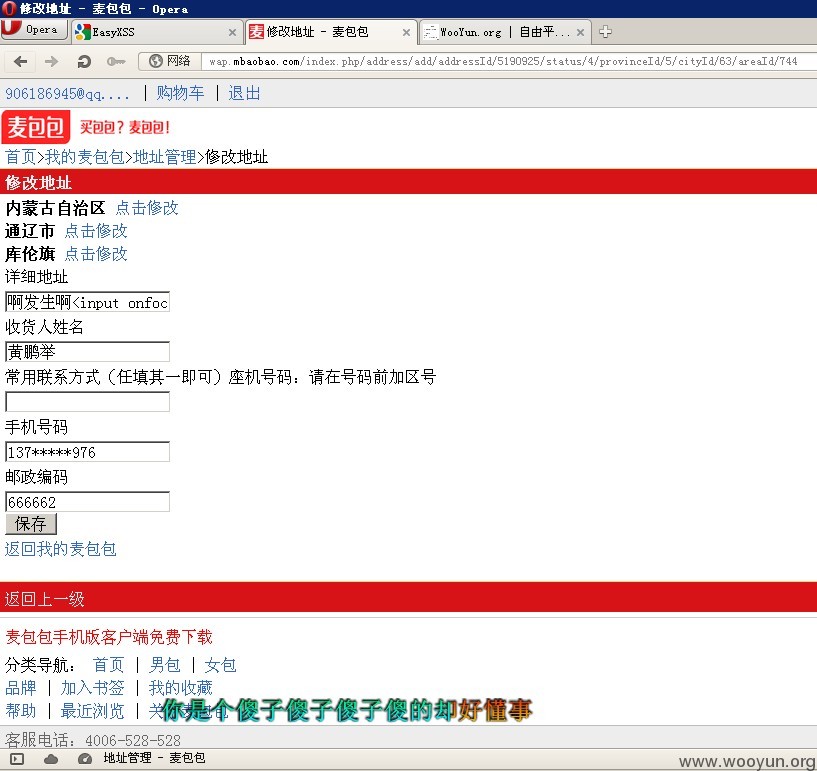 修改地址 - 麦包包 - Opera
Opera EasyXSS 修改地址 - 麦包包 WooYun.org | 自由平...
网络 wap.mbaobao.com/index.php/address/add/addressId/5190925/status/4/provinceId/5/cityId/63/areaId/744
906186945@qq.... | 购物车 | 退出
麦包包 买包包?麦包包!
首页>我的麦包包>地址管理>修改地址
修改地址
内蒙古自治区 点击修改
通辽市 点击修改
库伦旗 点击修改
详细地址
啊发生啊<input onfoc
收货人姓名
黄鹏举
常用联系方式(任填其一即可)座机号码:请在号码前加区号
手机号码
137*****976
邮政编码
666662
保存
返回我的麦包包
返回上一级
麦包包手机版客户端免费下载
分类导航: 首页 | 男包 | 女包
品牌 | 加入书签 | 我的收藏
帮助 | 最近浏览 | 关
你是个傻子傻子傻子傻的却好懂事
客服电话:4006-528-528
地址管理 - 麦包包
www.wooyun.org